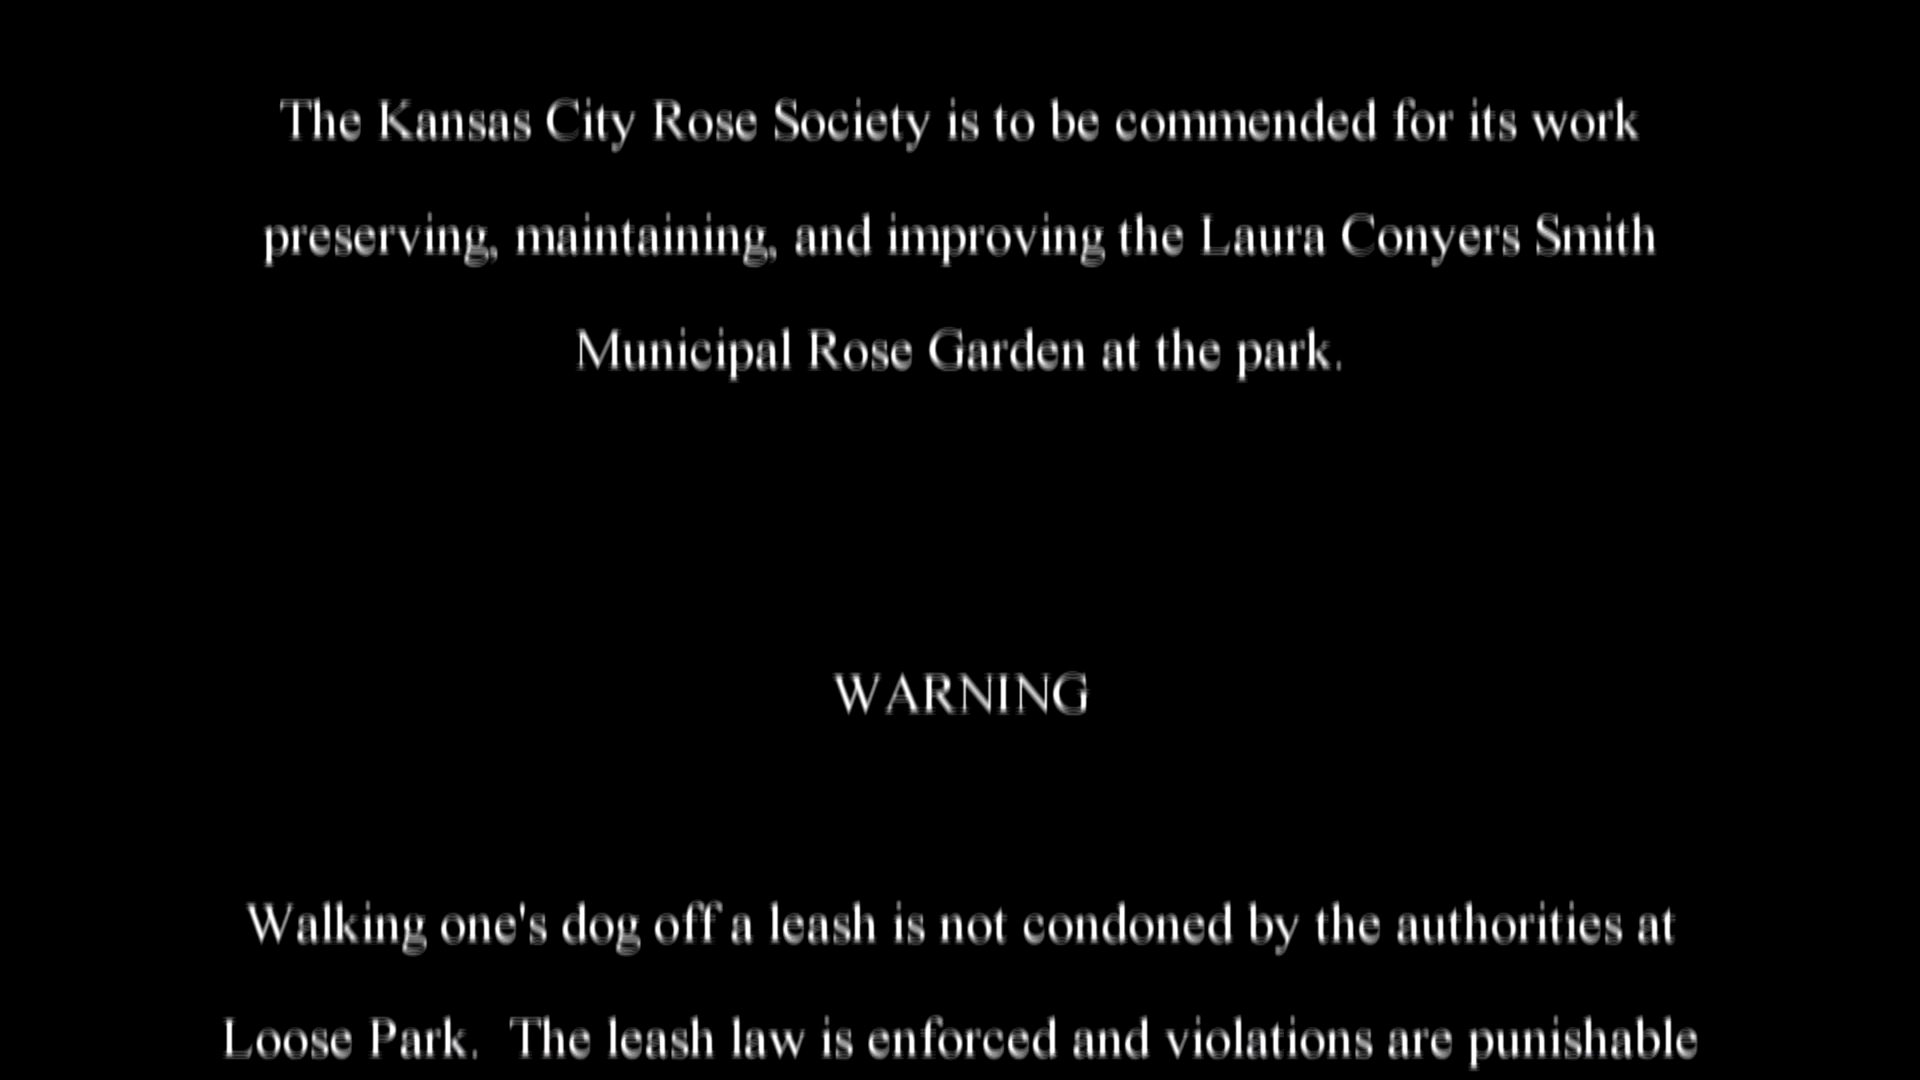 The Kansas City Rose Society is to be commended for its work
preserving, maintaining, and improving the Laura Conyers Smith
Municipal Rose Garden at the park.
WARNING
Walking one's dog off a leash is not condoned by the authorities at
Loose Park.  The leash law is enforced and violations are punishable